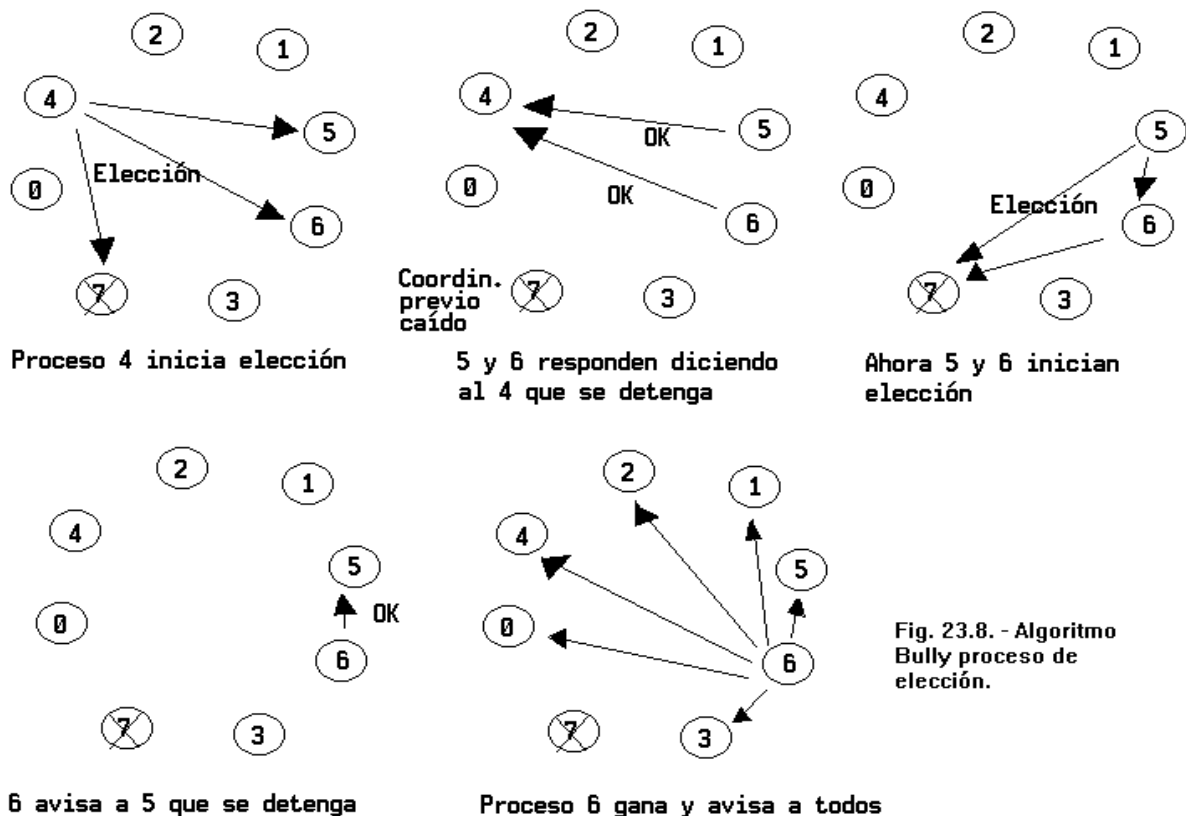 2
1
4
5
Elección
0
6
7
3
Proceso 4 inicia elección
2
1
4
5
OK
0
OK
6
Coordin.
previo
caído
7
3
5 y 6 responden diciendo
al 4 que se detenga
2
1
4
5
0
Elección
6
7
3
Ahora 5 y 6 inician
elección
2
1
4
5
OK
0
6
7
3
6 avisa a 5 que se detenga
2
1
4
5
0
6
7
3
Proceso 6 gana y avisa a todos
Fig. 23.8. - Algoritmo
Bully proceso de
elección.